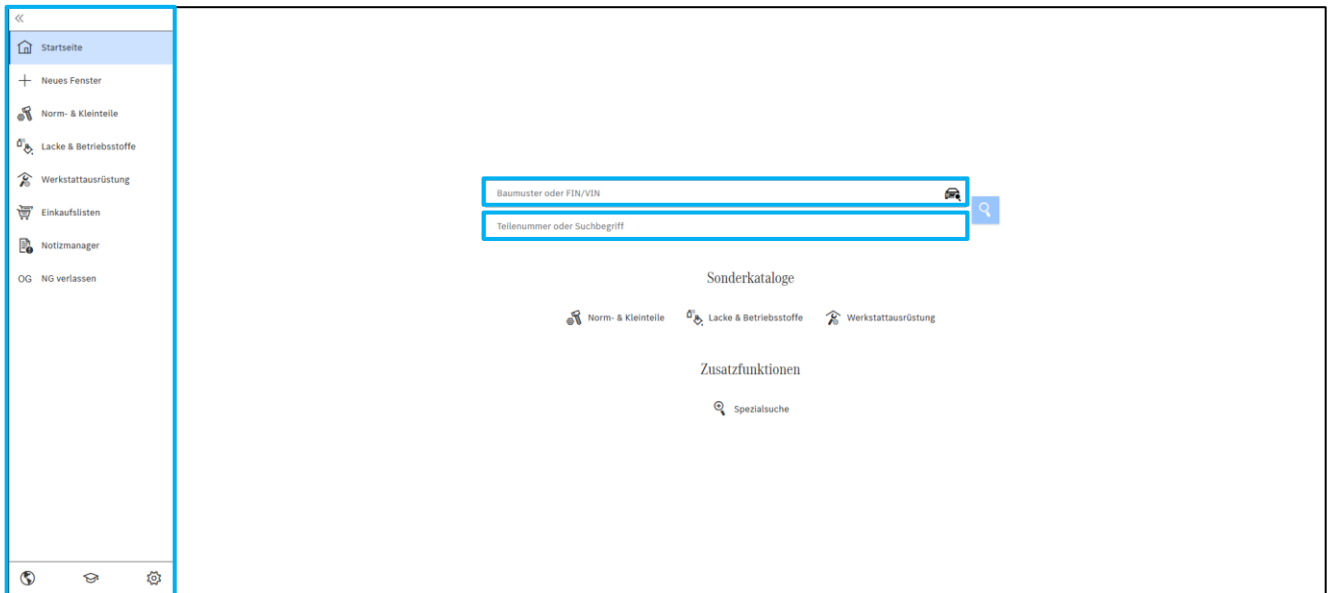 Startseite
Neues Fenster
Norm- & Kleinteile
Lacke & Betriebsstoffe
Werkstattausrüstung
Einkaufslisten
Notizmanager
OG NG verlassen
Baumuster oder FIN/VIN
Teilenummer oder Suchbegriff
Sonderkataloge
Norm- & Kleinteile Lacke & Betriebsstoffe Werkstattausrüstung
Zusatzfunktionen
Spezialsuche